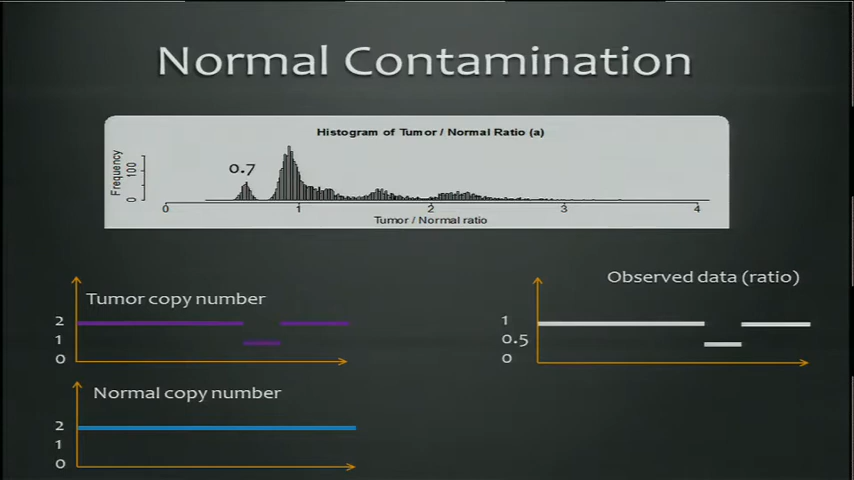 Normal Contamination
Histogram of Tumor / Normal Ratio (a)
0.7
Frequency
0 100
0 1 2 3 4
Tumor / Normal ratio
Tumor copy number
2
1
0
Normal copy number
2
1
0
Observed data (ratio)
1
0.5
0